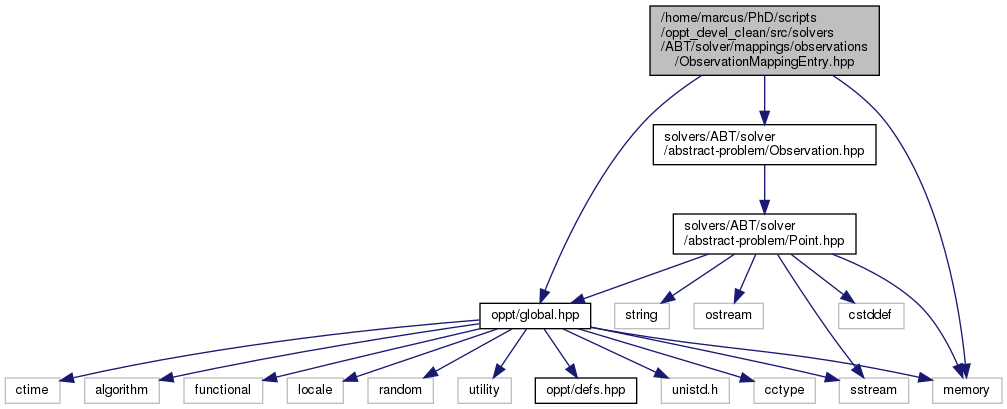 /home/marcus/PhD/scripts
/oppt_devel_clean/src/solvers
/ABT/solver/mappings/observations
/ObservationMappingEntry.hpp
solvers/ABT/solver
/abstract-problem/Observation.hpp
solvers/ABT/solver
/abstract-problem/Point.hpp
oppt/global.hpp
string
ostream
cstddef
ctime
algorithm
functional
locale
random
utility
oppt/defs.hpp
unistd.h
cctype
sstream
memory